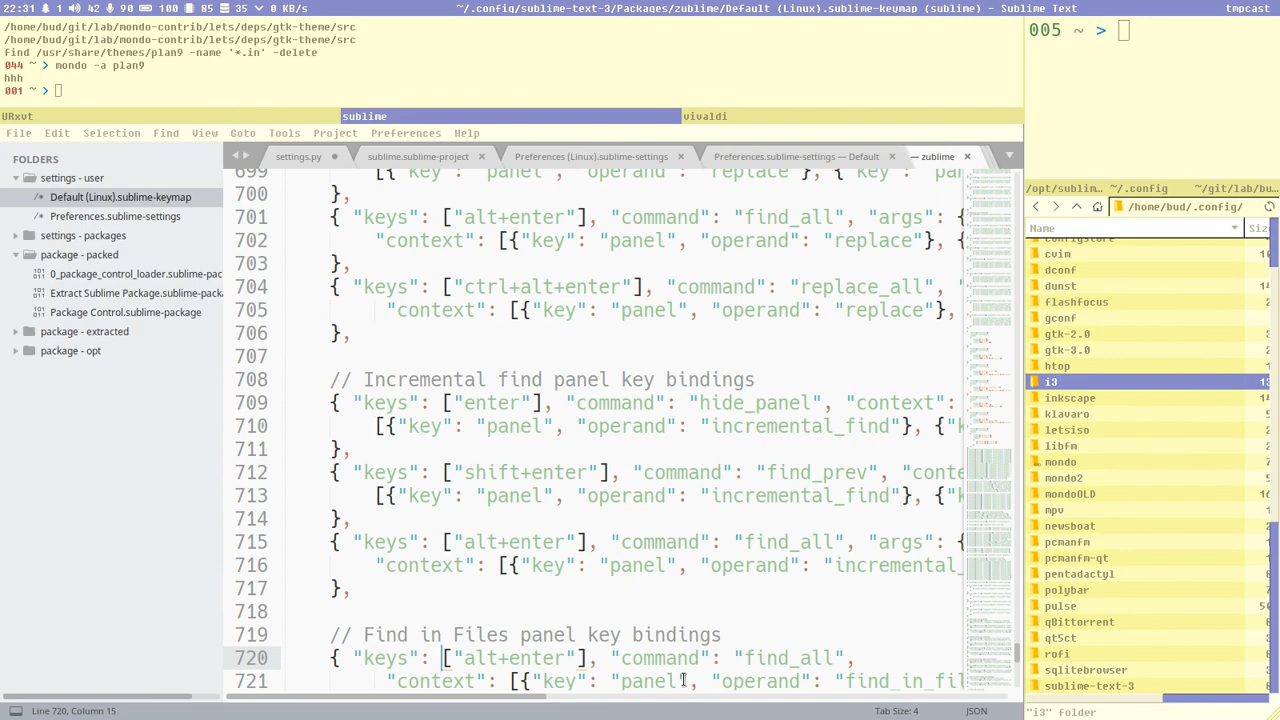 22:31 81 90 42 100 85 35 0 0 KB ~/.config/sublime-text-3/Packages/zublime/Default (Linux).sublime-keymap (sublime) - Sublime Text tmpcast
/home/bud/git/lab/mondo-contrib/lets/deps/gtk-theme/src
/home/bud/git/lab/mondo-contrib/lets/deps/gtk-theme/src
find /usr/share/themes/plan9 -name '*.in' -delete
044 ~ > mondo -a plan9
hhh
001 ~ >
005 ~ >
URxvt sublime vivaldi
File Edit Selection Find View Goto Tools Project Preferences Help
FOLDERS
settings - user
Default (Linux).sublime-keymap
Preferences.sublime-settings
settings - packages
package - packed
0_package_control_loader.sublime-pac
Extract Sublime Package.sublime-packa
Package Control.sublime-package
package - extracted
package - opt
settings.py sublime.sublime-project × Preferences (Linux).sublime-settings × Preferences.sublime-settings — Default × — zublime ×
699 [{"key": "panel", "operand": "replace"}, {"key": "pan
700 },
701 { "keys": ["alt+enter"], "command": "find_all", "args": {
702 "context": [{"key": "panel", "operand": "replace"}, {
703 },
704 { "keys": ["ctrl+alt+enter"], "command": "replace_all", "
705 "context": [{"key": "panel", "operand": "replace"},
706 },
707
708 // Incremental find panel key bindings
709 { "keys": ["enter"], "command": "hide_panel", "context":
710 [{"key": "panel", "operand": "incremental_find"}, {"k
711 },
712 { "keys": ["shift+enter"], "command": "find_prev", "conte
713 [{"key": "panel", "operand": "incremental_find"}, {"k
714 },
715 { "keys": ["alt+enter"], "command": "find_all", "args": {
716 "context": [{"key": "panel", "operand": "incremental_
717 },
718
719 // Find in Files panel key bindings
720 { "keys": ["alt+enter"], "command": "find_all",
721 "context": [{"key": "panel", "operand": "find_in_fil
Line 720, Column 15 Tab Size: 4 JSON
/opt/sublim… ~/.config ~/git/lab/bu…
/home/bud/.config/
Name Size
configstore
cvim
dconf
dunst
flashfocus
gconf
gtk-2.0
gtk-3.0
htop
i3
inkscape
klavaro
letsiso
libfm
mondo
mondo2
mondoOLD
mpv
newsboat
pcmanfm
pcmanfm-qt
pentadactyl
polybar
pulse
qBittorrent
qt5ct
rofi
sqlitebrowser
sublime-text-3
"i3" folder